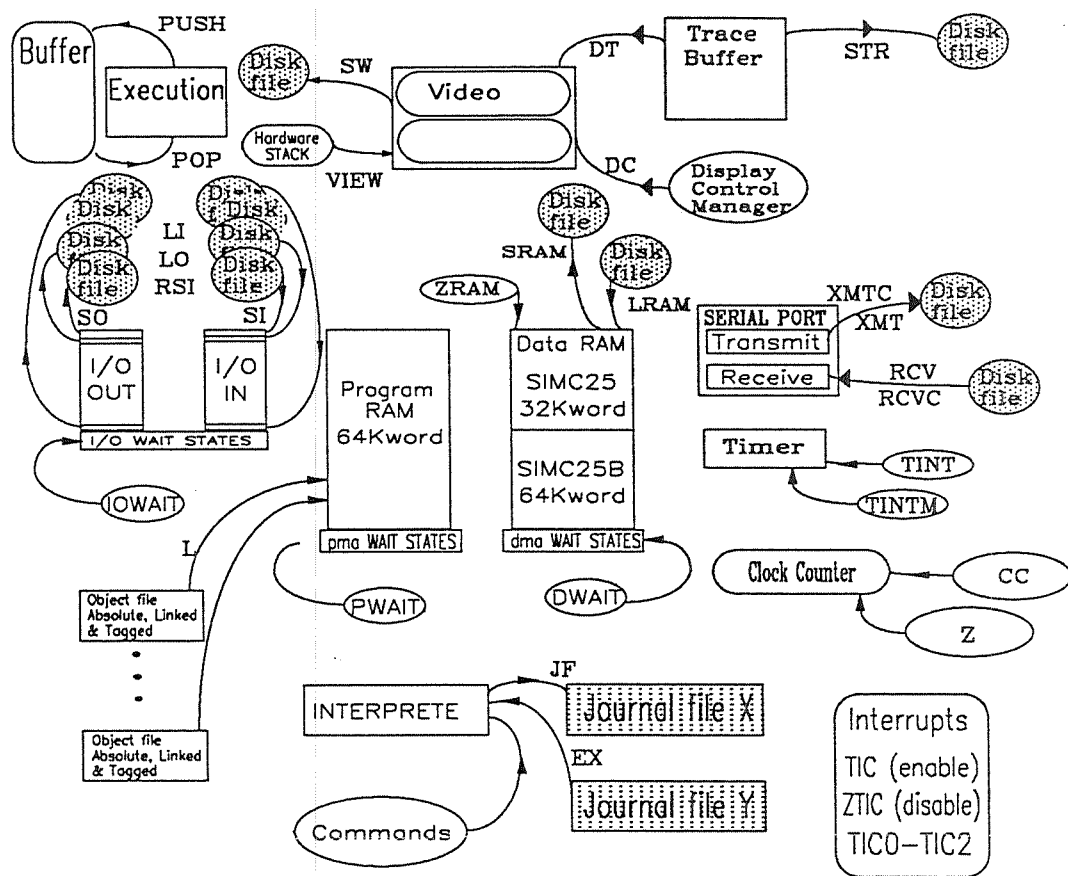 PUSH
Buffer
Execution
POP
Disk
file
SW
Video
Hardware
STACK
VIEW
DT
Trace
Buffer
STR
Disk
file
DC
Display
Control
Manager
Disk
Disk
Disk
Disk
file
LI
LO
RSI
Disk
Disk
Disk
Disk
file
SO
SI
I/O
OUT
I/O
IN
I/O WAIT STATES
IOWAIT
Disk
file
SRAM
Disk
file
LRAM
ZRAM
Program
RAM
64Kword
pma WAIT STATES
PWAIT
Data RAM
SIMC25
32Kword
SIMC25B
64Kword
dma WAIT STATES
DWAIT
SERIAL PORT
Transmit
Receive
XMTC
XMT
Disk
file
RCV
RCVC
Disk
file
Timer
TINT
TINTM
Clock Counter
CC
Z
L
Object file
Absolute, Linked
& Tagged
Object file
Absolute, Linked
& Tagged
INTERPRETE
JF
Journal file X
EX
Journal file Y
Commands
Interrupts
TIC (enable)
ZTIC (disable)
TIC0-TIC2